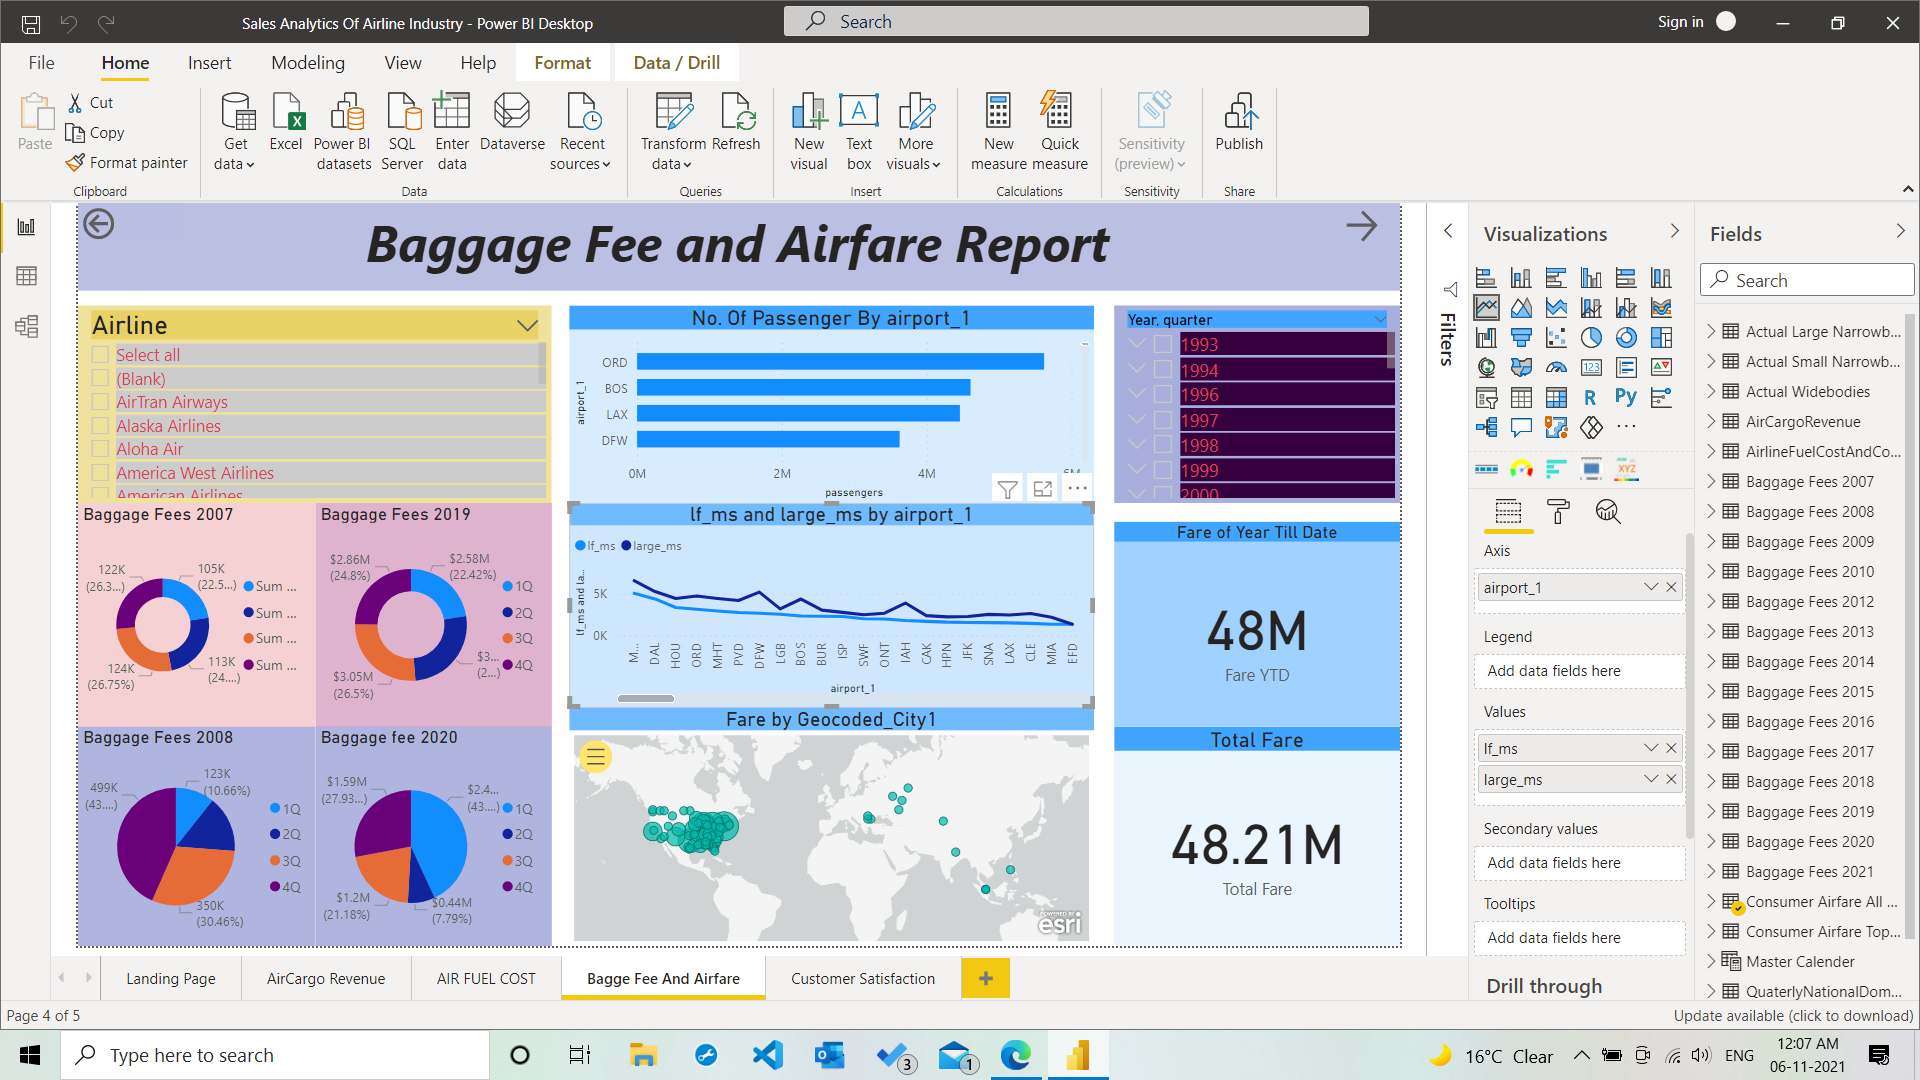 Sales Analytics Of Airline Industry - Power BI Desktop
Search
Sign in
File
Home
Insert
Modeling
View
Help
Format
Data / Drill
Paste
Cut
Copy
Format painter
Clipboard
Get data
Excel
Power BI datasets
SQL Server
Enter data
Dataverse
Recent sources
Data
Transform data
Refresh
Queries
New visual
Text box
More visuals
Insert
New measure
Quick measure
Calculations
Sensitivity (preview)
Sensitivity
Publish
Share
Baggage Fee and Airfare Report
Airline
Select all
(Blank)
AirTran Airways
Alaska Airlines
Aloha Air
America West Airlines
American Airlines
No. Of Passenger By airport_1
airport_1
ORD
BOS
LAX
DFW
0M
2M
4M
6M
passengers
Year, quarter
1993
1994
1996
1997
1998
1999
2000
Baggage Fees 2007
122K
(26.3...)
105K
(22.5...)
124K
(26.75%)
113K
(24....)
Sum ...
Sum ...
Sum ...
Sum ...
Baggage Fees 2019
$2.86M
(24.8%)
$2.58M
(22.42%)
$3.05M
(26.5%)
$3...
(2...)
1Q
2Q
3Q
4Q
lf_ms and large_ms by airport_1
lf_ms
large_ms
lf_ms and la...
5K
0K
M...
DAL
HOU
ORD
MHT
PVD
DFW
LGB
BOS
BUR
ISP
SWF
ONT
IAH
CAK
HPN
JFK
SNA
LAX
CLE
MIA
EFD
airport_1
Fare of Year Till Date
48M
Fare YTD
Baggage Fees 2008
499K
(43....)
123K
(10.66%)
350K
(30.46%)
1Q
2Q
3Q
4Q
Baggage fee 2020
$1.59M
(27.93...)
$2.4...
(43....)
$1.2M
(21.18%)
$0.44M
(7.79%)
1Q
2Q
3Q
4Q
Fare by Geocoded_City1
POWERED BY
esri
Total Fare
48.21M
Total Fare
Filters
Visualizations
123
R
Py
XYZ
Axis
airport_1
Legend
Add data fields here
Values
lf_ms
large_ms
Secondary values
Add data fields here
Tooltips
Add data fields here
Drill through
Fields
Search
Actual Large Narrowb...
Actual Small Narrowb...
Actual Widebodies
AirCargoRevenue
AirlineFuelCostAndCo...
Baggage Fees 2007
Baggage Fees 2008
Baggage Fees 2009
Baggage Fees 2010
Baggage Fees 2012
Baggage Fees 2013
Baggage Fees 2014
Baggage Fees 2015
Baggage Fees 2016
Baggage Fees 2017
Baggage Fees 2018
Baggage Fees 2019
Baggage Fees 2020
Baggage Fees 2021
Consumer Airfare All ...
Consumer Airfare Top...
Master Calender
QuaterlyNationalDom...
Landing Page
AirCargo Revenue
AIR FUEL COST
Bagge Fee And Airfare
Customer Satisfaction
Page 4 of 5
Update available (click to download)
Type here to search
3
1
16°C Clear
ENG
12:07 AM
06-11-2021